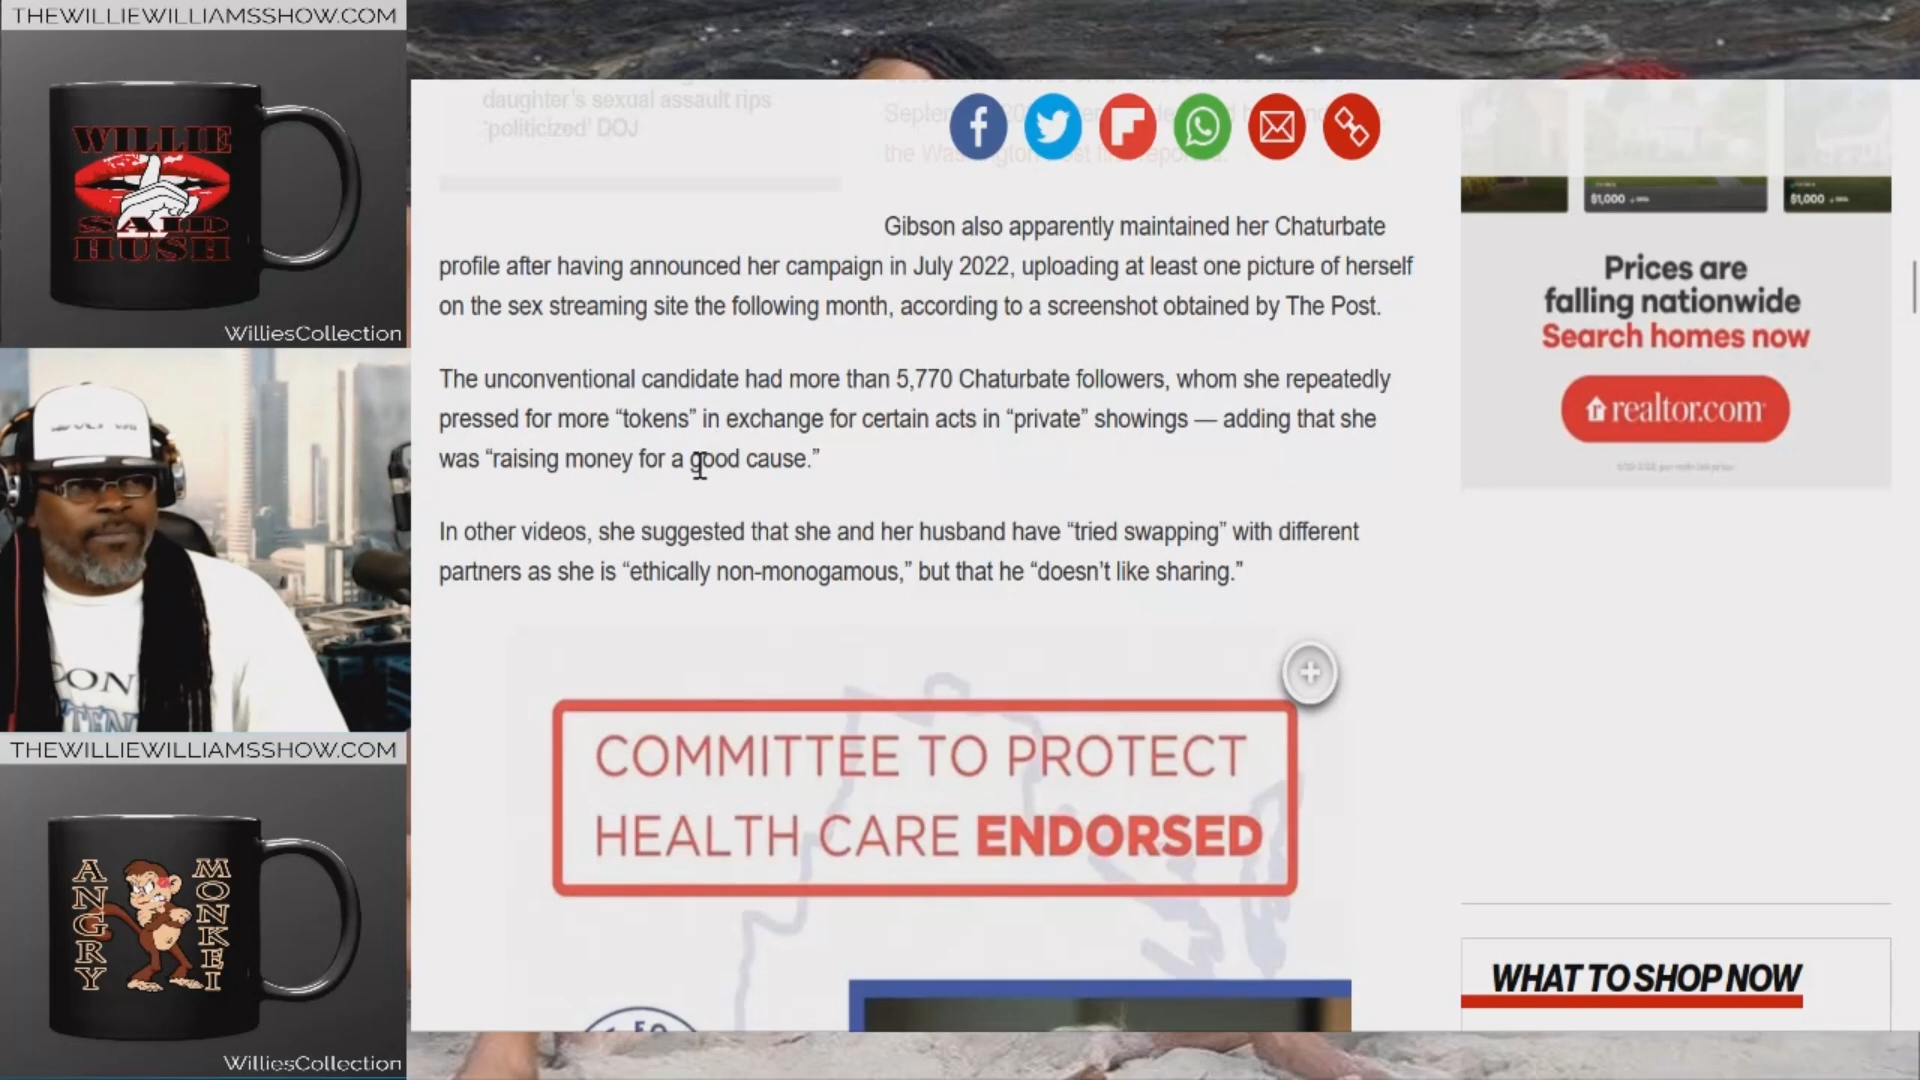 THEWILLIEWILLIAMSSHOW.COM
WILLIE
SAID
HUSH
WilliesCollection
THEWILLIEWILLIAMSSHOW.COM
ANGRY
MONKEI
WilliesCollection
daughter's sexual assault rips
'politicized' DOJ
Gibson also apparently maintained her Chaturbate
profile after having announced her campaign in July 2022, uploading at least one picture of herself
on the sex streaming site the following month, according to a screenshot obtained by The Post.
The unconventional candidate had more than 5,770 Chaturbate followers, whom she repeatedly
pressed for more “tokens” in exchange for certain acts in “private” showings — adding that she
was “raising money for a good cause.”
In other videos, she suggested that she and her husband have “tried swapping” with different
partners as she is “ethically non-monogamous,” but that he “doesn’t like sharing.”
COMMITTEE TO PROTECT
HEALTH CARE ENDORSED
$1,000
$1,000
Prices are
falling nationwide
Search homes now
realtor.com
WHAT TO SHOP NOW